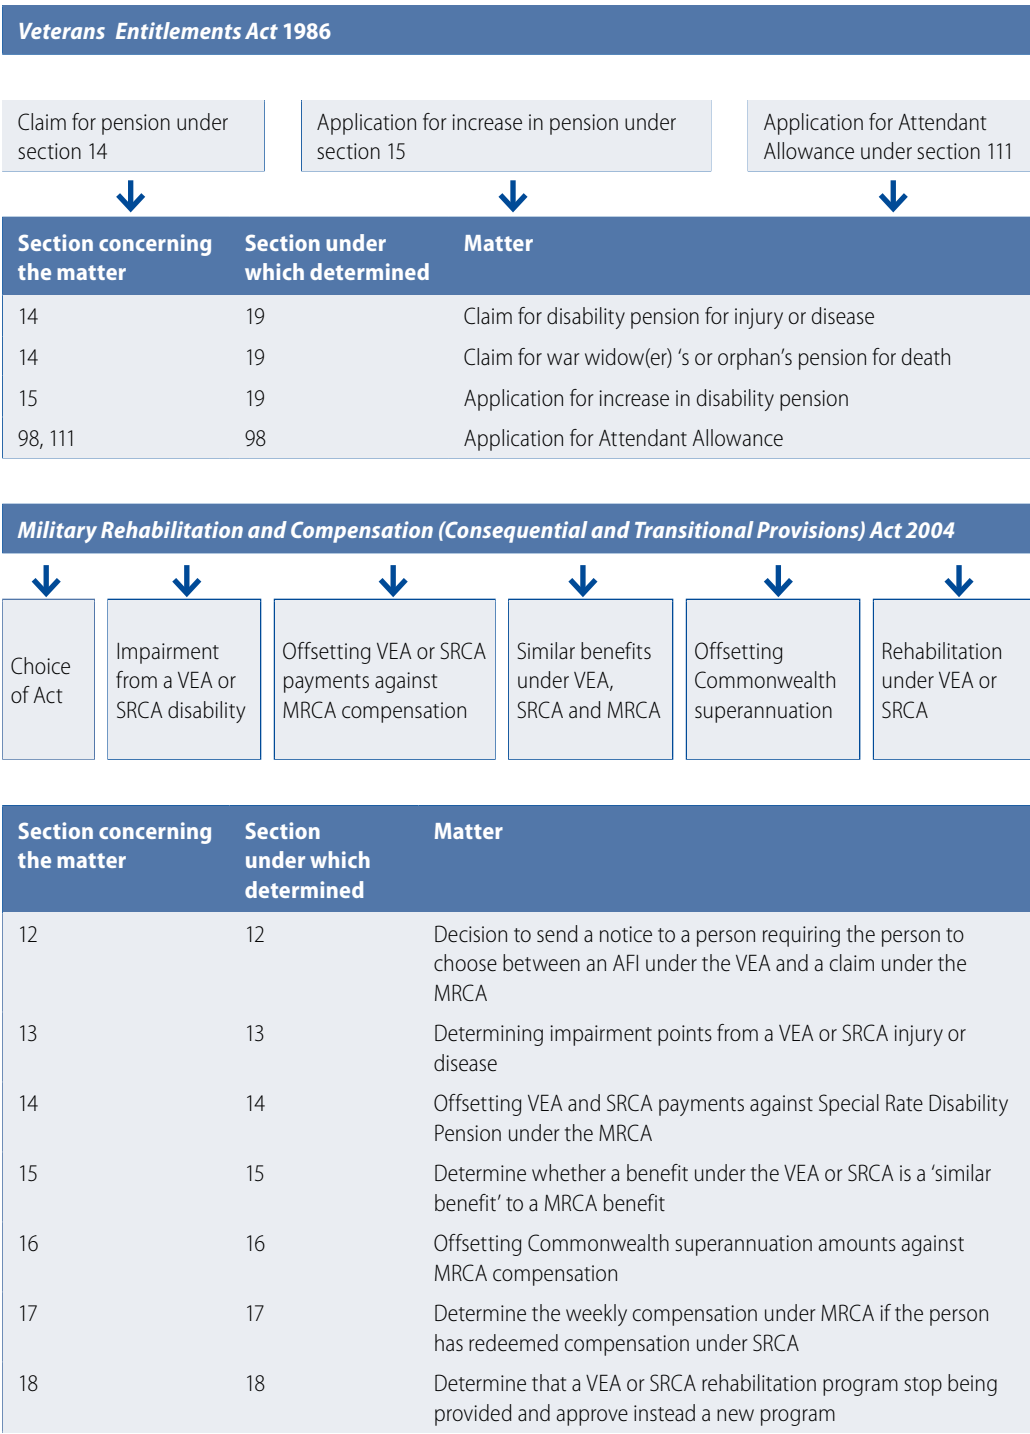 Veterans Entitlements Act 1986
Claim for pension under
section 14
Application for increase in pension under
section 15
Application for Attendant
Allowance under section 111
Section concerning
the matter
Section under
which determined
Matter
14 19 Claim for disability pension for injury or disease
14 19 Claim for war widow(er) 's or orphan's pension for death
15 19 Application for increase in disability pension
98, 111 98 Application for Attendant Allowance
Military Rehabilitation and Compensation (Consequential and Transitional Provisions) Act 2004
Choice
of Act
Impairment
from a VEA or
SRCA disability
Offsetting VEA or SRCA
payments against
MRCA compensation
Similar benefits
under VEA,
SRCA and MRCA
Offsetting
Commonwealth
superannuation
Rehabilitation
under VEA or
SRCA
Section concerning
the matter
Section
under which
determined
Matter
12 12 Decision to send a notice to a person requiring the person to
choose between an AFI under the VEA and a claim under the
MRCA
13 13 Determining impairment points from a VEA or SRCA injury or
disease
14 14 Offsetting VEA and SRCA payments against Special Rate Disability
Pension under the MRCA
15 15 Determine whether a benefit under the VEA or SRCA is a ‘similar
benefit’ to a MRCA benefit
16 16 Offsetting Commonwealth superannuation amounts against
MRCA compensation
17 17 Determine the weekly compensation under MRCA if the person
has redeemed compensation under SRCA
18 18 Determine that a VEA or SRCA rehabilitation program stop being
provided and approve instead a new program